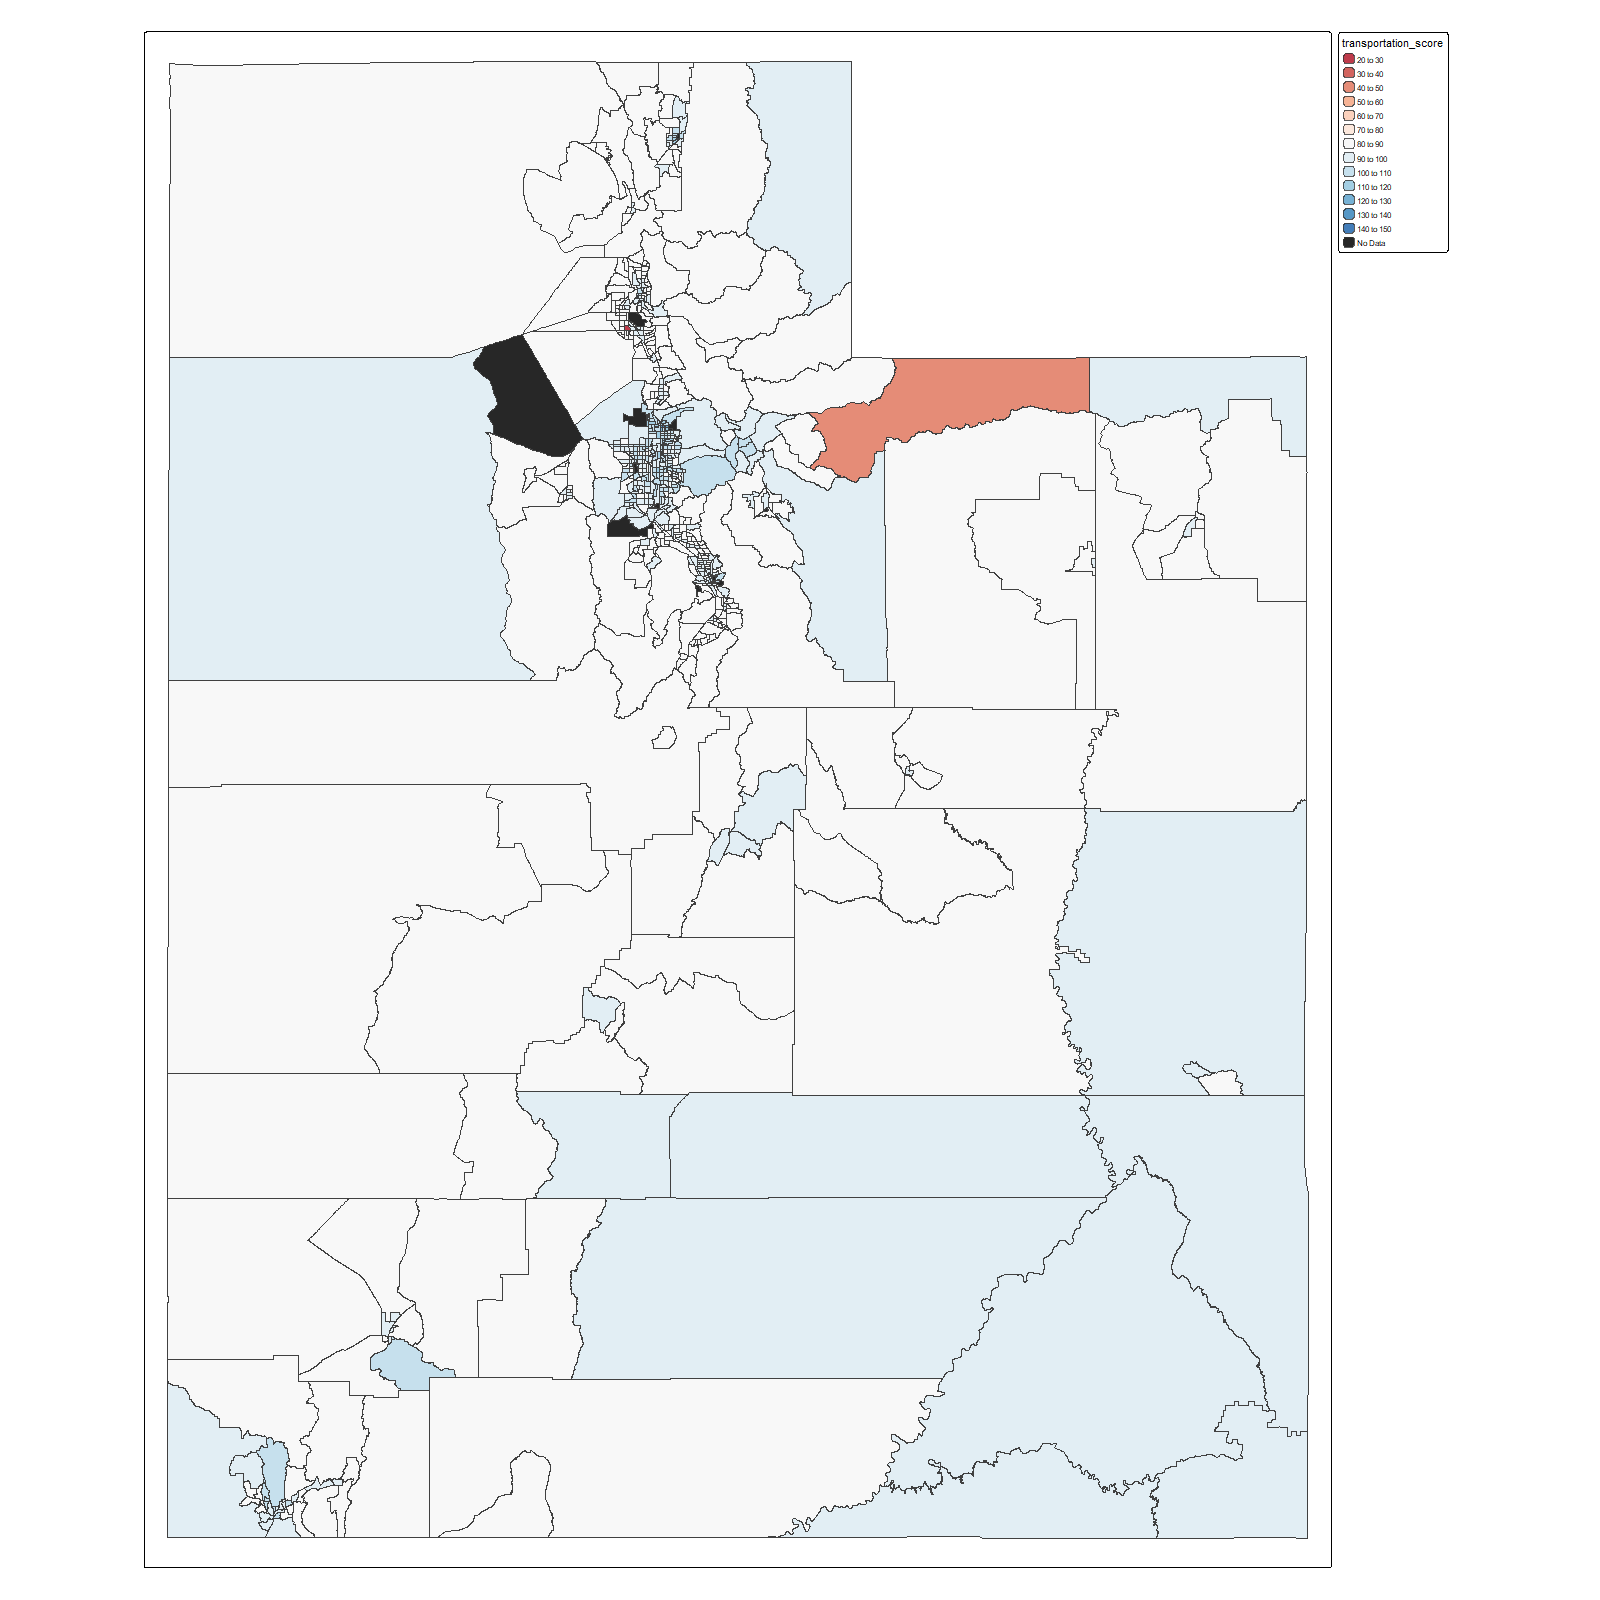 transportation_score
20 to 30
30 to 40
40 to 50
50 to 60
60 to 70
70 to 80
80 to 90
90 to 100
100 to 110
110 to 120
120 to 130
130 to 140
140 to 150
No Data